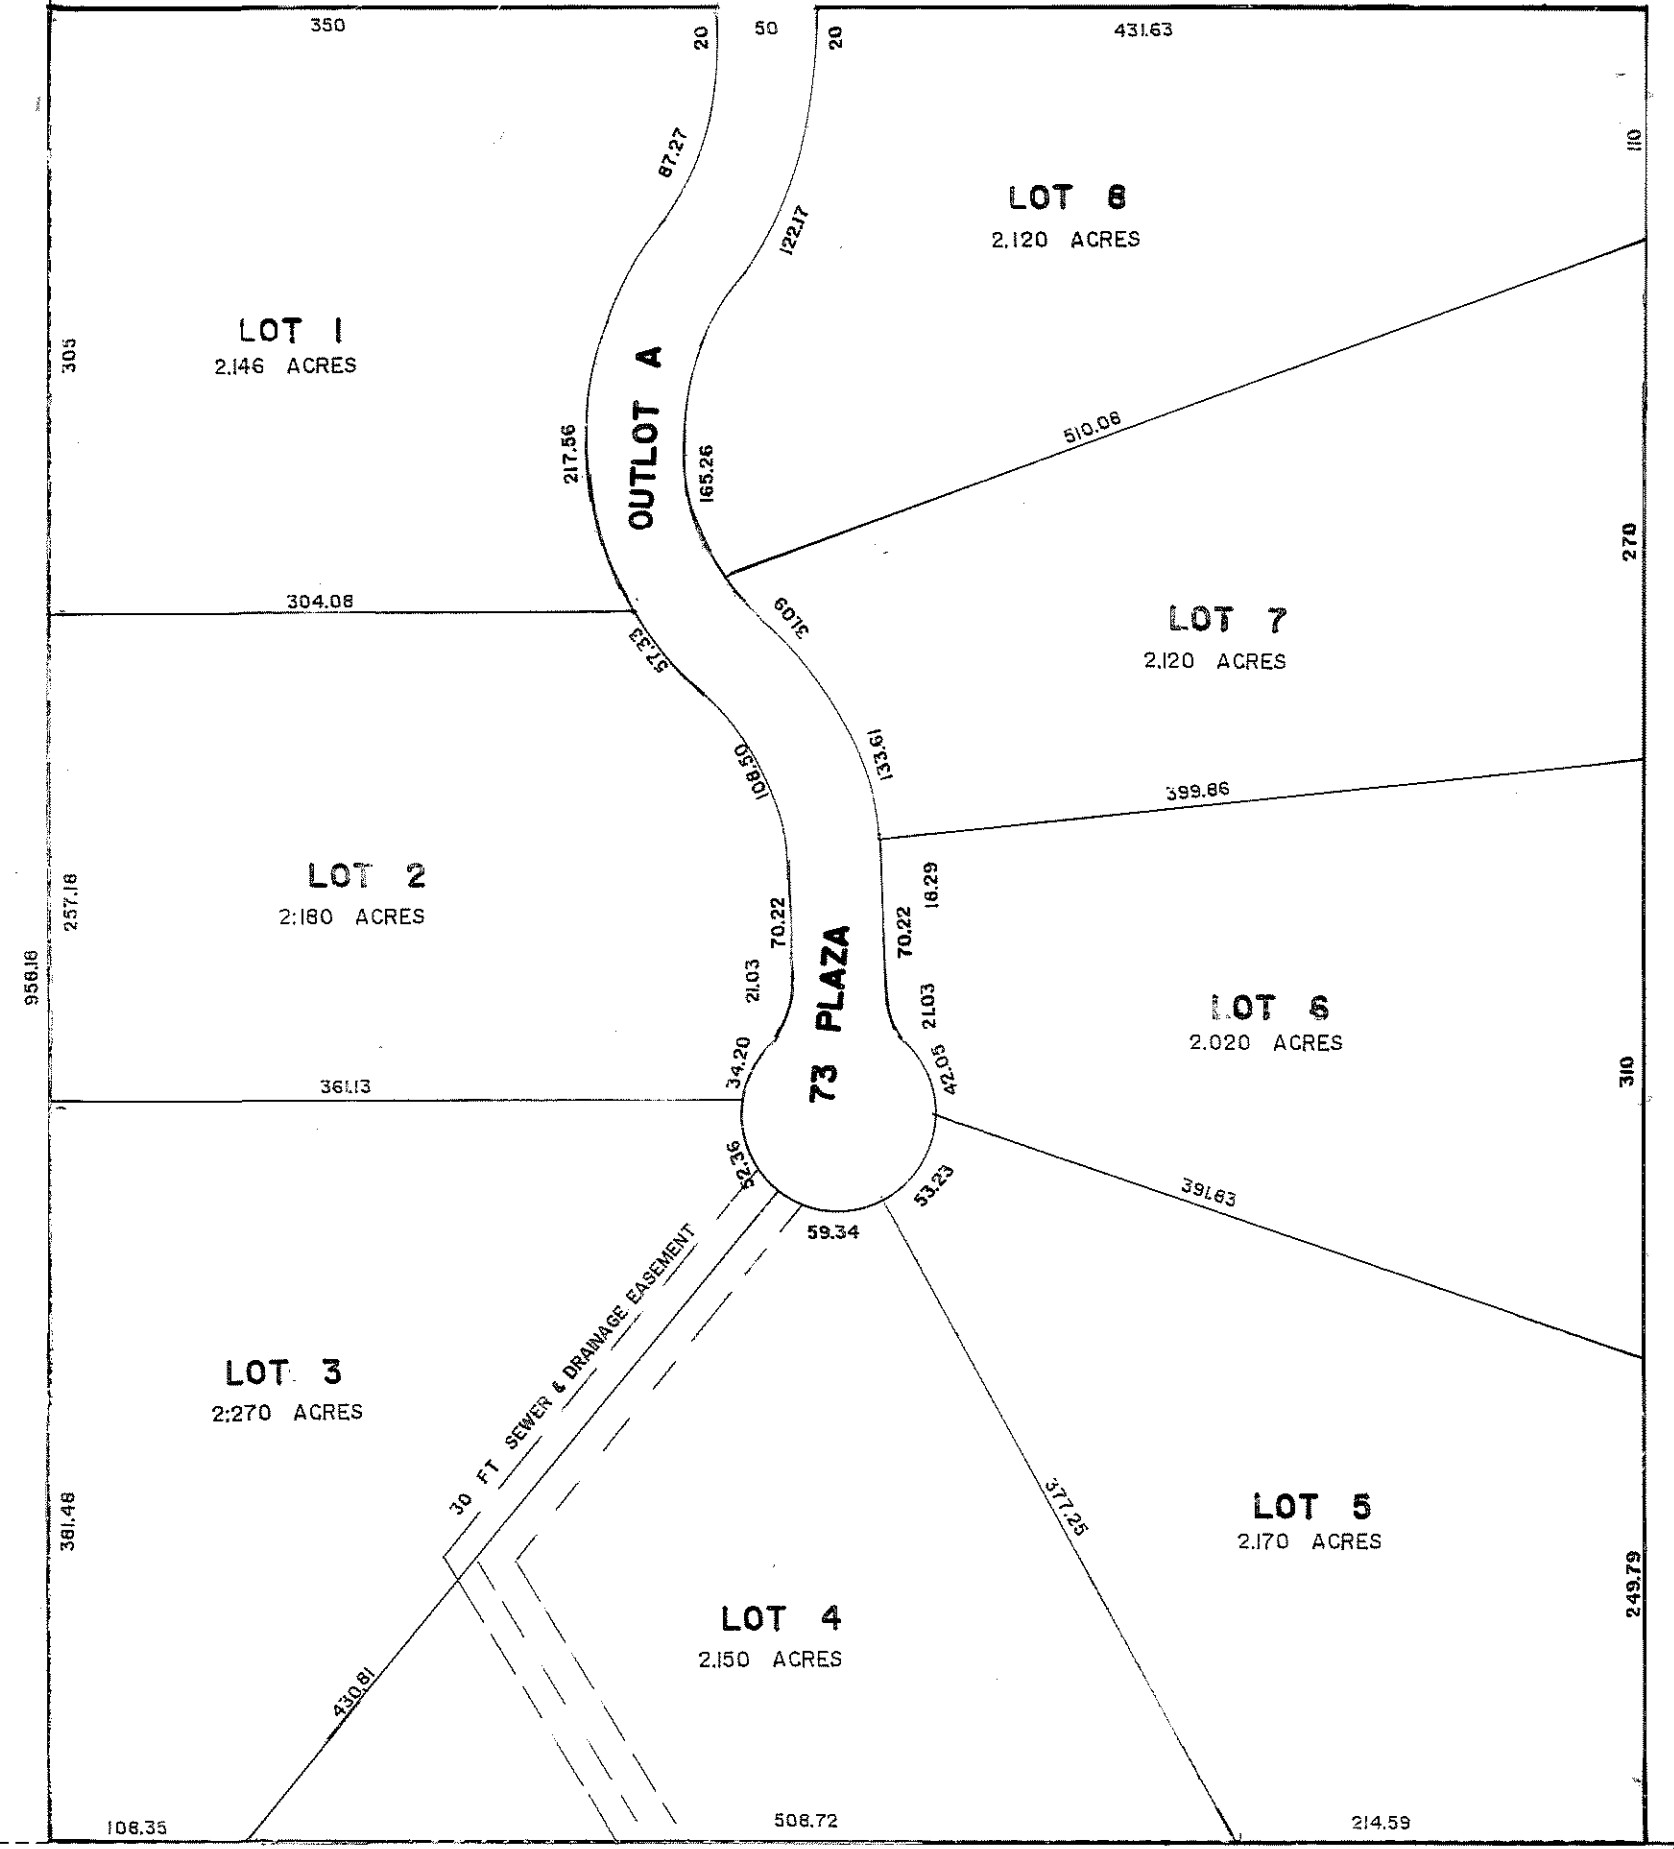 350
20
50
20
431.63
87.27
110
LOT 8
2.120 ACRES
122.17
LOT 1
2.146 ACRES
305
OUTLOT A
217.56
165.26
510.08
270
304.08
57.33
31.09
LOT 7
2.120 ACRES
108.50
133.61
399.86
LOT 2
2.180 ACRES
257.18
958.16
70.22
18.29
70.22
73 PLAZA
21.03
21.03
LOT 6
2.020 ACRES
34.20
42.05
310
361.13
52.36
53.23
391.83
59.34
30 FT SEWER & DRAINAGE EASEMENT
LOT 3
2.270 ACRES
381.48
377.25
LOT 5
2.170 ACRES
249.79
LOT 4
2.150 ACRES
430.81
108.35
508.72
214.59